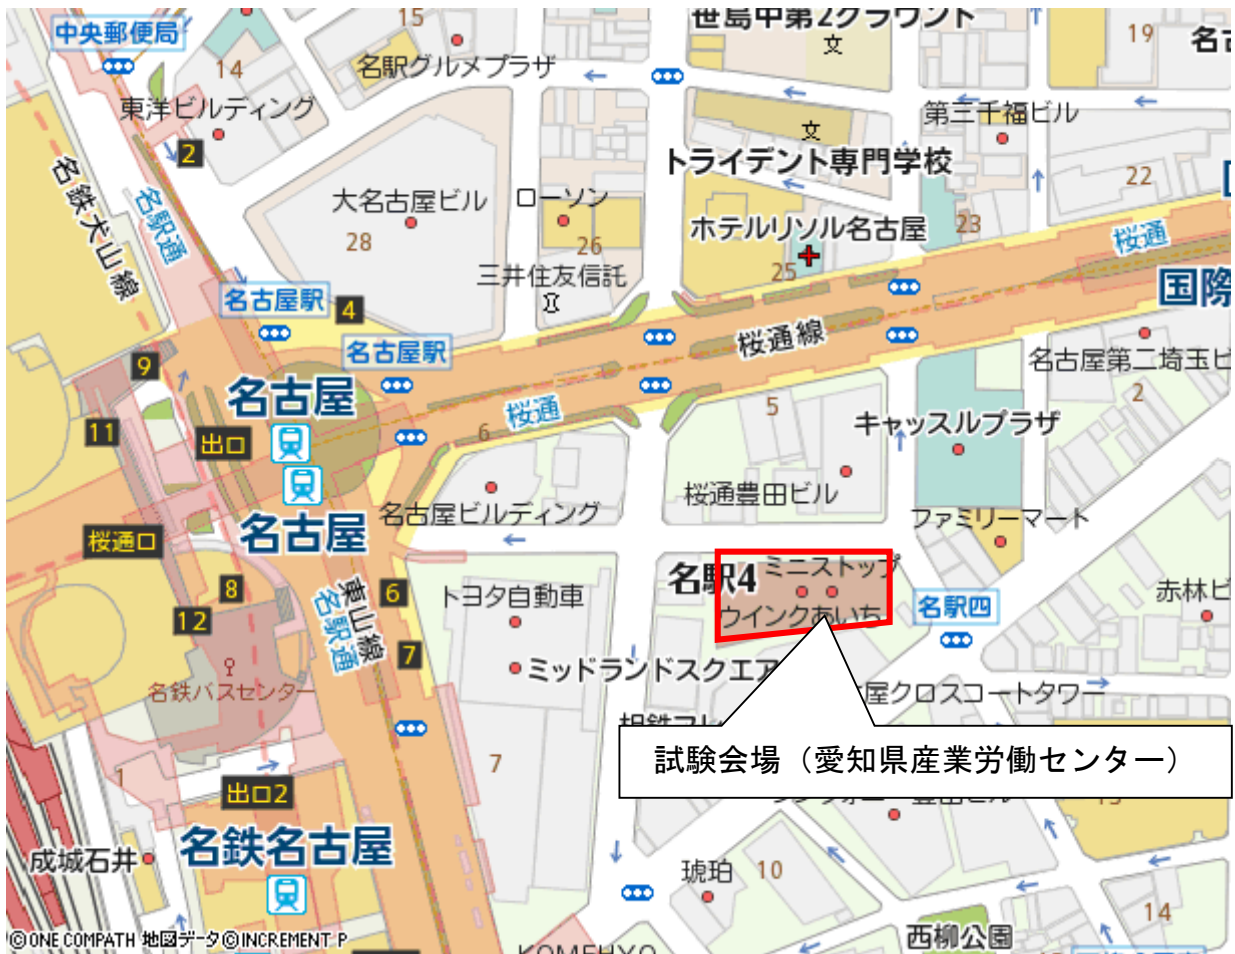 中央郵便局
15
笹島中第2グラウンド
文
19
14
名駅グルメプラザ
東洋ビルディング
2
文
第三千福ビル
トライデント専門学校
22
名鉄犬山線
名駅通
大名古屋ビル
28
ローソン
26
ホテルリソル名古屋
23
25
桜通
三井住友信託
国際
名古屋駅
4
名古屋駅
桜通線
名古屋第二埼玉ビ
9
名古屋
2
5
桜通
キャッスルプラザ
11
出口
6
名古屋ビルディング
桜通豊田ビル
名古屋
ファミリーマート
桜通口
8
東山線
名駅通
6
トヨタ自動車
名駅4
ミニストップ
ウインクあいち
名駅四
赤林ビ
12
7
ミッドランドスクエア
名鉄バスセンター
屋クロスコートタワー
試験会場（愛知県産業労働センター）
7
1
出口2
13
名鉄名古屋
成城石井
琥珀
10
14
西柳公園
©ONE COMPATH 地図データ©INCREMENT P
KOMEHYO